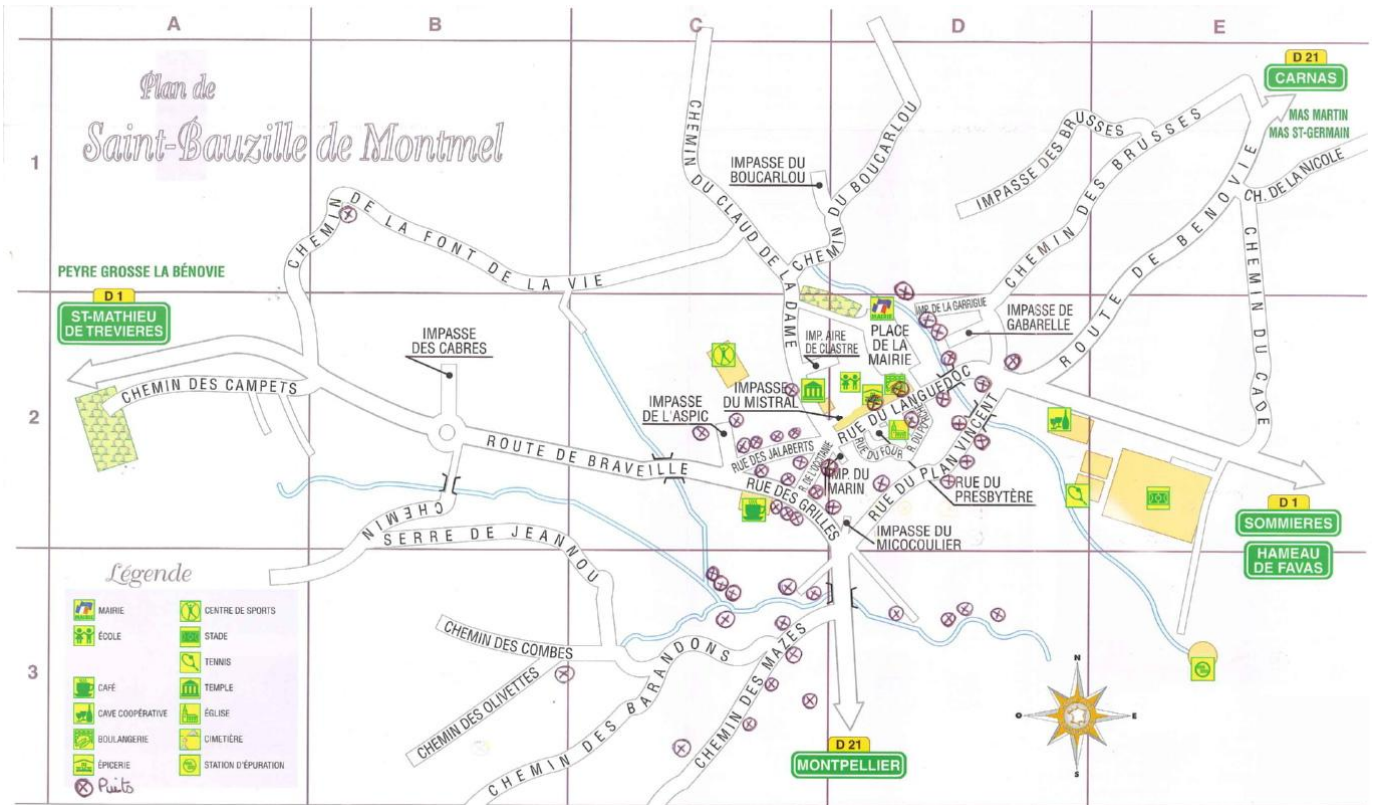 A B C D E
Plan de
Saint-Bauzille de Montmel
1
2
3
D 21
CARNAS
MAS MARTIN
MAS ST-GERMAIN
CH. DE LA NICOLE
CHEMIN DU CLAUD DE LA DAME
IMPASSE DU
BOUCARLOU
CHEMIN DU BOUCARLOU
IMPASSE DES BRUSSES
CHEMIN DES BRUSSES
ROUTE DE BENOVIE
CHEMIN DU CADE
CHEMIN DE LA FONT DE LA VIE
PEYRE GROSSE LA BÉNOVIE
D 1
ST-MATHIEU
DE TREVIERES
CHEMIN DES CAMPETS
IMPASSE
DES CABRES
MAIRIE
IMP. DE LA GARRIGUE
IMPASSE DE
GABARELLE
PLACE
DE LA
MAIRIE
IMP. AIRE
DE CLASTRE
IMPASSE
DU MISTRAL
IMPASSE
DE L'ASPIC
RUE DU LANGUEDOC
ROUTE DE BRAVEILLE
RUE DES JALABERTS
R. DE L'OCCITANIE
RUE DU FOUR
R. DU PLOCH
IMP. DU
MARIN
RUE DU PLAN VINCENT
RUE DU
PRESBYTÈRE
RUE DES GRILLES
IMPASSE DU
MICOCOULIER
D 1
SOMMIERES
HAMEAU
DE FAVAS
CHEMIN
SERRE DE JEANNOU
CHEMIN DES COMBES
CHEMIN DES OLIVETTES
CHEMIN DES BARANDONS
CHEMIN DES MAZES
D 21
MONTPELLIER
N
O
E
S
Légende
MAIRIE
ÉCOLE
CAFÉ
CAVE COOPÉRATIVE
BOULANGERIE
ÉPICERIE
Puits
CENTRE DE SPORTS
STADE
TENNIS
TEMPLE
ÉGLISE
CIMETIÈRE
STATION D'ÉPURATION